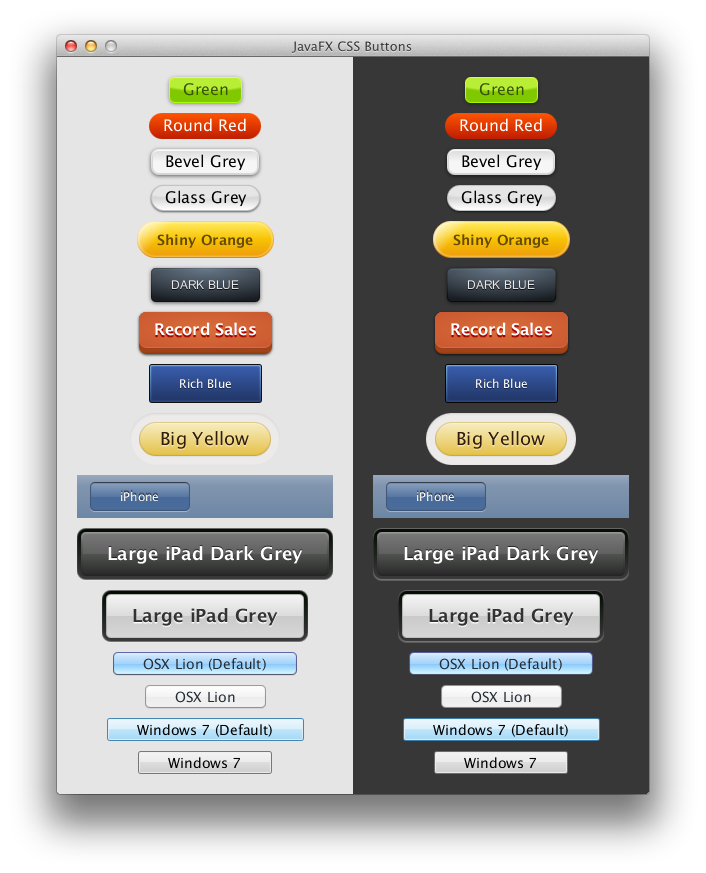 JavaFX CSS Buttons
Green
Round Red
Bevel Grey
Glass Grey
Shiny Orange
DARK BLUE
Record Sales
Rich Blue
Big Yellow
iPhone
Large iPad Dark Grey
Large iPad Grey
OSX Lion (Default)
OSX Lion
Windows 7 (Default)
Windows 7
Green
Round Red
Bevel Grey
Glass Grey
Shiny Orange
DARK BLUE
Record Sales
Rich Blue
Big Yellow
iPhone
Large iPad Dark Grey
Large iPad Grey
OSX Lion (Default)
OSX Lion
Windows 7 (Default)
Windows 7